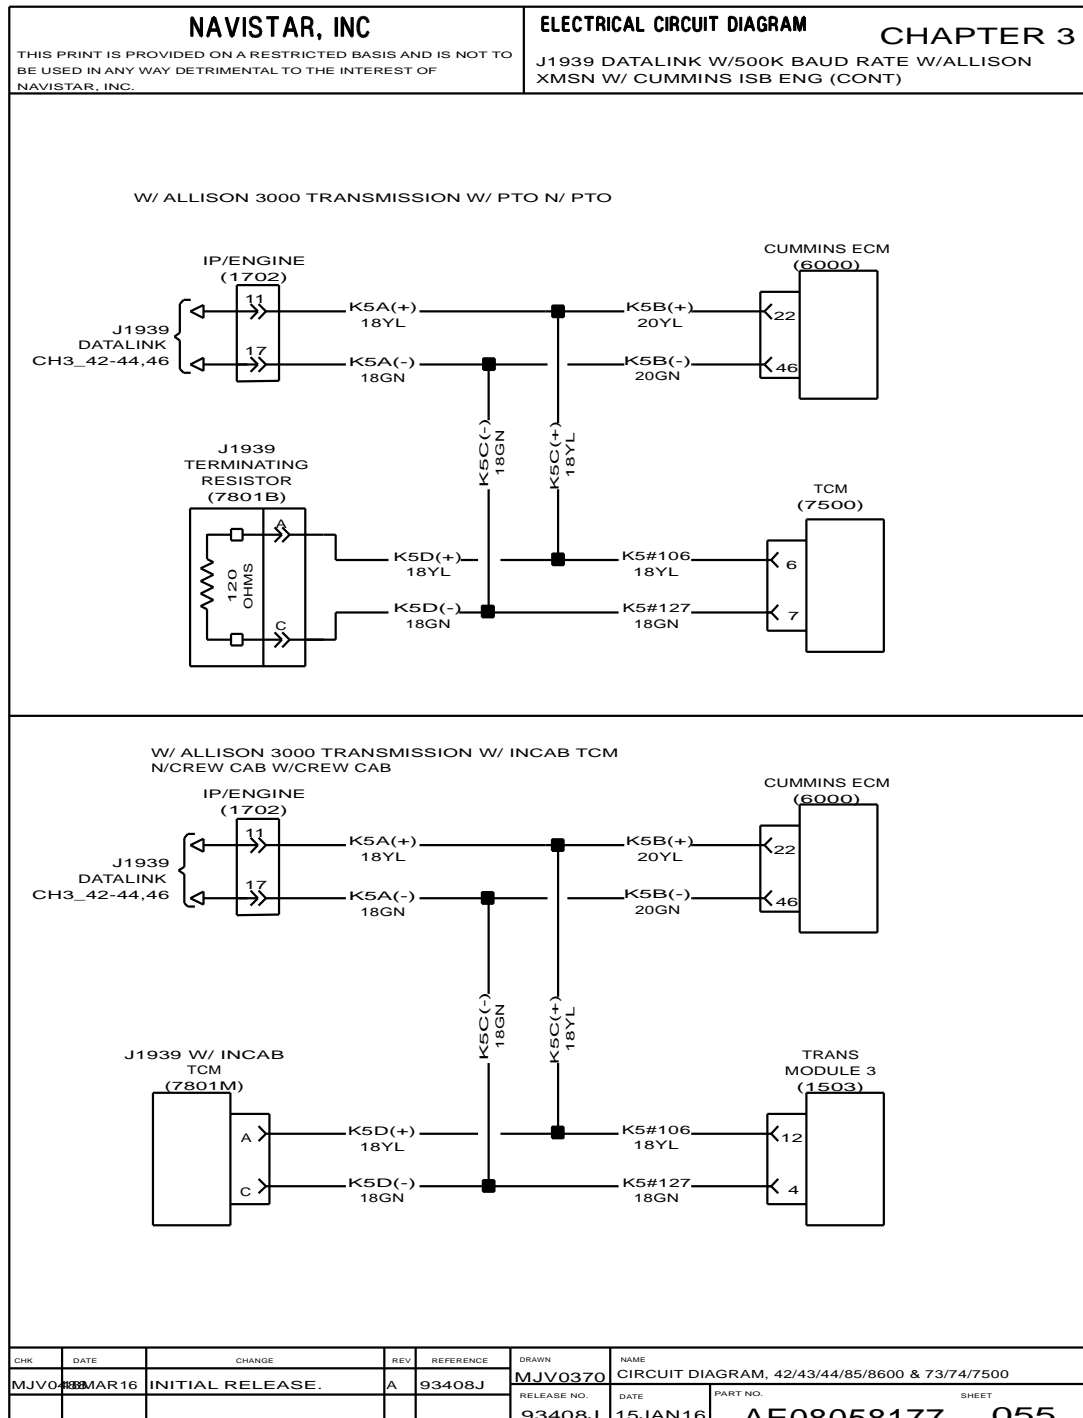 NAVISTAR, INC
THIS PRINT IS PROVIDED ON A RESTRICTED BASIS AND IS NOT TO
BE USED IN ANY WAY DETRIMENTAL TO THE INTEREST OF
NAVISTAR, INC.
ELECTRICAL CIRCUIT DIAGRAM
CHAPTER 3
J1939 DATALINK W/500K BAUD RATE W/ALLISON
XMSN W/ CUMMINS ISB ENG (CONT)
W/ ALLISON 3000 TRANSMISSION W/ PTO N/ PTO
IP/ENGINE
(1702)
CUMMINS ECM
(6000)
11
K5A(+)
18YL
K5B(+)
20YL
22
J1939
DATALINK
CH3_42-44,46
17
K5A(-)
18GN
K5B(-)
20GN
46
K5C(-)
18GN
K5C(+)
18YL
J1939
TERMINATING
RESISTOR
(7801B)
TCM
(7500)
A
120
OHMS
K5D(+)
18YL
K5#106
18YL
6
C
K5D(-)
18GN
K5#127
18GN
7
W/ ALLISON 3000 TRANSMISSION W/ INCAB TCM
N/CREW CAB W/CREW CAB
IP/ENGINE
(1702)
CUMMINS ECM
(6000)
11
K5A(+)
18YL
K5B(+)
20YL
22
J1939
DATALINK
CH3_42-44,46
17
K5A(-)
18GN
K5B(-)
20GN
46
K5C(-)
18GN
K5C(+)
18YL
J1939 W/ INCAB
TCM
(7801M)
TRANS
MODULE 3
(1503)
A
K5D(+)
18YL
K5#106
18YL
12
C
K5D(-)
18GN
K5#127
18GN
4
CHK DATE CHANGE REV REFERENCE
INITIAL RELEASE. A 93408J
DRAWN
MJV0370
NAME
CIRCUIT DIAGRAM, 42/43/44/85/8600 & 73/74/7500
RELEASE NO. DATE PART NO. SHEET
93408J 15JAN16 AE08058177 055